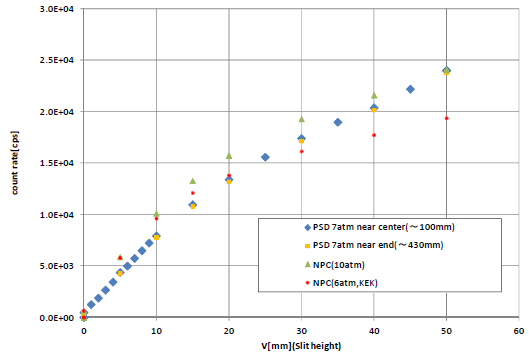 3.0E+04
2.5E+04
2.0E+04
1.5E+04
1.0E+04
5.0E+03
0.0E+00
count rate[cps]
0 10 20 30 40 50 60
V[mm](Slit height)
PSD 7atm near center(～100mm)
PSD 7atm near end(～430mm)
NPC(10atm)
NPC(6atm,KEK)